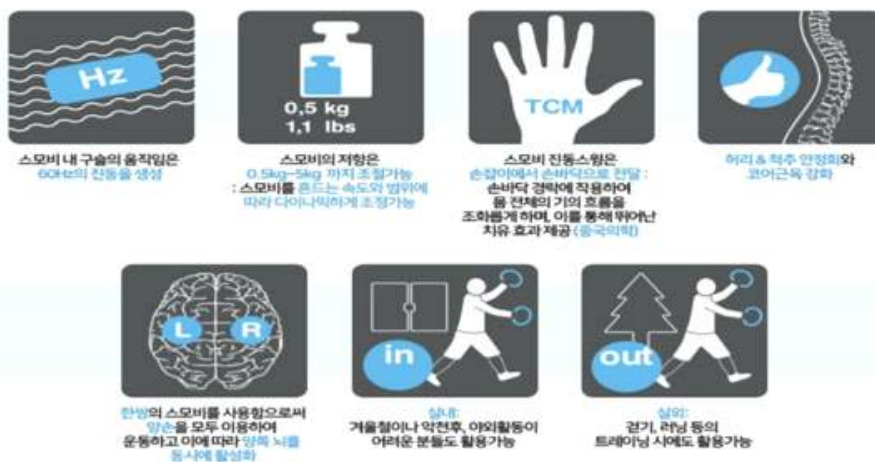 Hz
스모비 내 구슬의 움직임은
60Hz의 진동을 생성
0,5 kg
1,1 lbs
스모비의 저항은
0.5kg~5kg 까지 조절가능
: 스모비를 흔드는 속도와 범위에
따라 다이나믹하게 조정가능
TCM
스모비 진동스윙은
손잡이에서 손바닥으로 전달 :
손바닥 경락에 작용하여
몸 전체의 기의 흐름을
조화롭게 하며, 이를 통해 뛰어난
치유 효과 제공 (중국의학)
허리 & 척추 안정화와
코어근육 강화
L R
한쌍의 스모비를 사용함으로써
양손을 모두 이용하여
운동하고 이에 따라 양쪽 뇌를
동시에 활성화
in
실내:
겨울철이나 악천후, 야외활동이
어려운 분들도 활용가능
out
실외:
걷기, 러닝 등의
트레이닝 시에도 활용가능